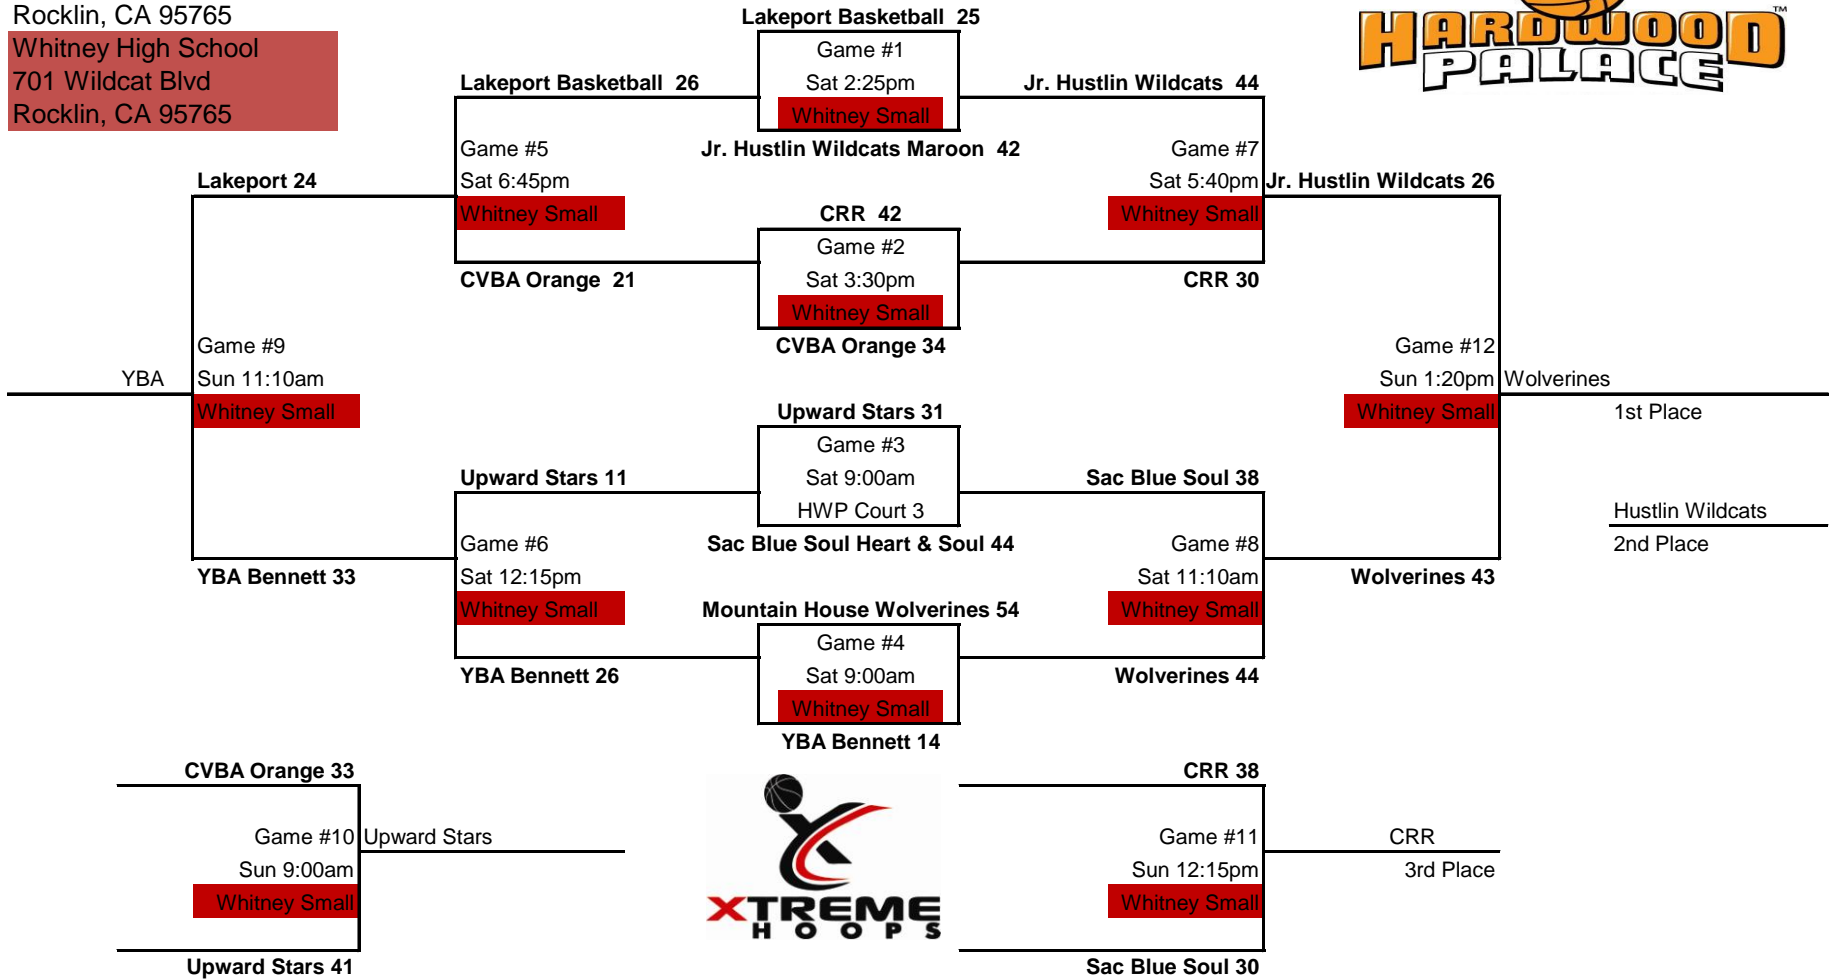 Rocklin, CA 95765
Whitney High School
701 Wildcat Blvd
Rocklin, CA 95765
HARDWOOD
PALACE
TM
Lakeport Basketball 25
Game #1
Sat 2:25pm
Whitney Small
Jr. Hustlin Wildcats Maroon 42
Lakeport Basketball 26
Game #5
Sat 6:45pm
Whitney Small
CVBA Orange 21
Jr. Hustlin Wildcats 44
Game #7
Sat 5:40pm
Whitney Small
CRR 30
CRR 42
Game #2
Sat 3:30pm
Whitney Small
CVBA Orange 34
Lakeport 24
Game #9
Sun 11:10am
Whitney Small
YBA Bennett 33
YBA
Jr. Hustlin Wildcats 26
Game #12
Sun 1:20pm
Whitney Small
Wolverines 43
Wolverines
1st Place
Hustlin Wildcats
2nd Place
Upward Stars 31
Game #3
Sat 9:00am
HWP Court 3
Sac Blue Soul Heart & Soul 44
Upward Stars 11
Game #6
Sat 12:15pm
Whitney Small
YBA Bennett 26
Sac Blue Soul 38
Game #8
Sat 11:10am
Whitney Small
Wolverines 44
Mountain House Wolverines 54
Game #4
Sat 9:00am
Whitney Small
YBA Bennett 14
CVBA Orange 33
Game #10
Sun 9:00am
Whitney Small
Upward Stars 41
Upward Stars
XTREME
HOOPS
CRR 38
Game #11
Sun 12:15pm
Whitney Small
Sac Blue Soul 30
CRR
3rd Place